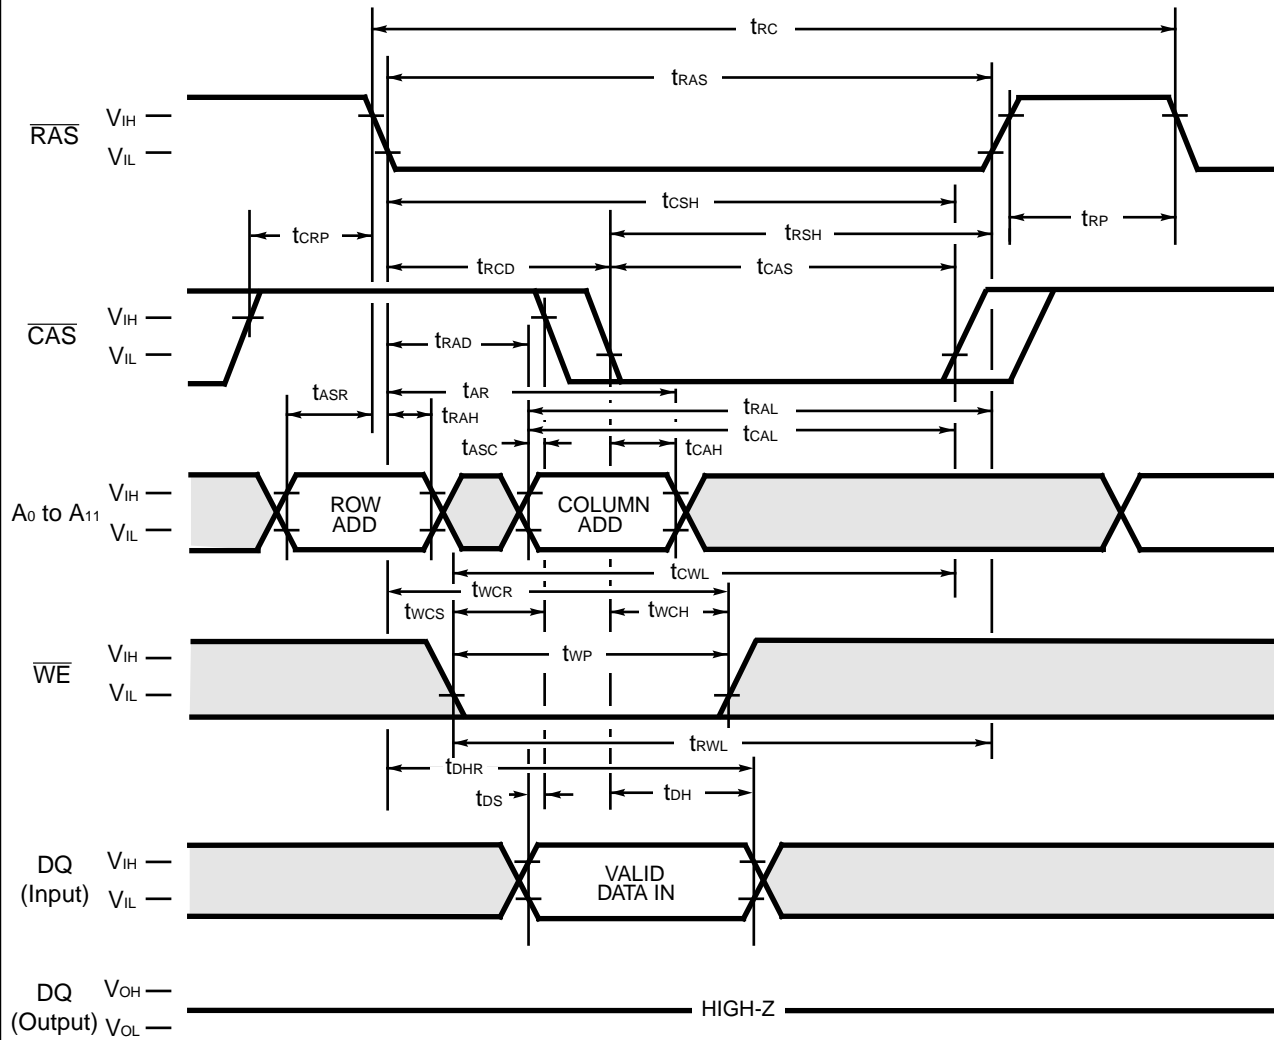 tRC
tRAS
RAS
VIH
VIL
tCSH
tCRP
tRSH
tRP
tRCD
tCAS
CAS
VIH
VIL
tRAD
tASR
tAR
tRAH
tRAL
tASC
tCAH
tCAL
A0 to A11
VIH
VIL
ROW
ADD
COLUMN
ADD
tCWL
tWCR
tWCS
tWCH
WE
VIH
VIL
tWP
tRWL
tDHR
tDS
tDH
DQ
(Input)
VIH
VIL
VALID
DATA IN
DQ
(Output)
VOH
VOL
HIGH-Z